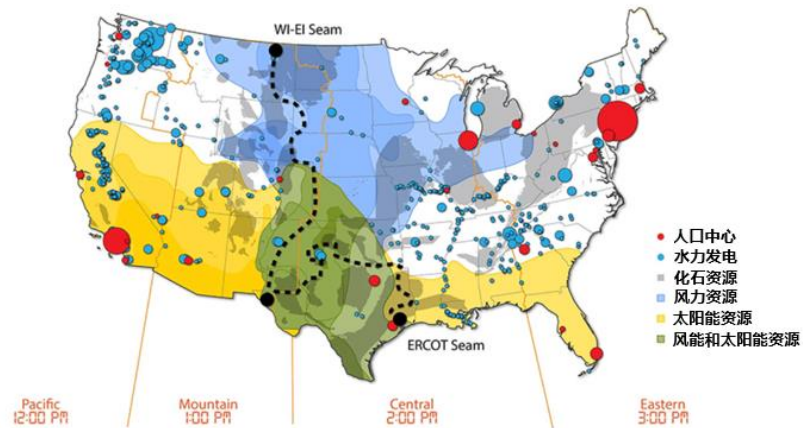 WI-EI Seam
人口中心
水力发电
化石资源
风力资源
太阳能资源
风能和太阳能资源
ERCOT Seam
Pacific
12:00 PM
Mountain
1:00 PM
Central
2:00 PM
Eastern
3:00 PM